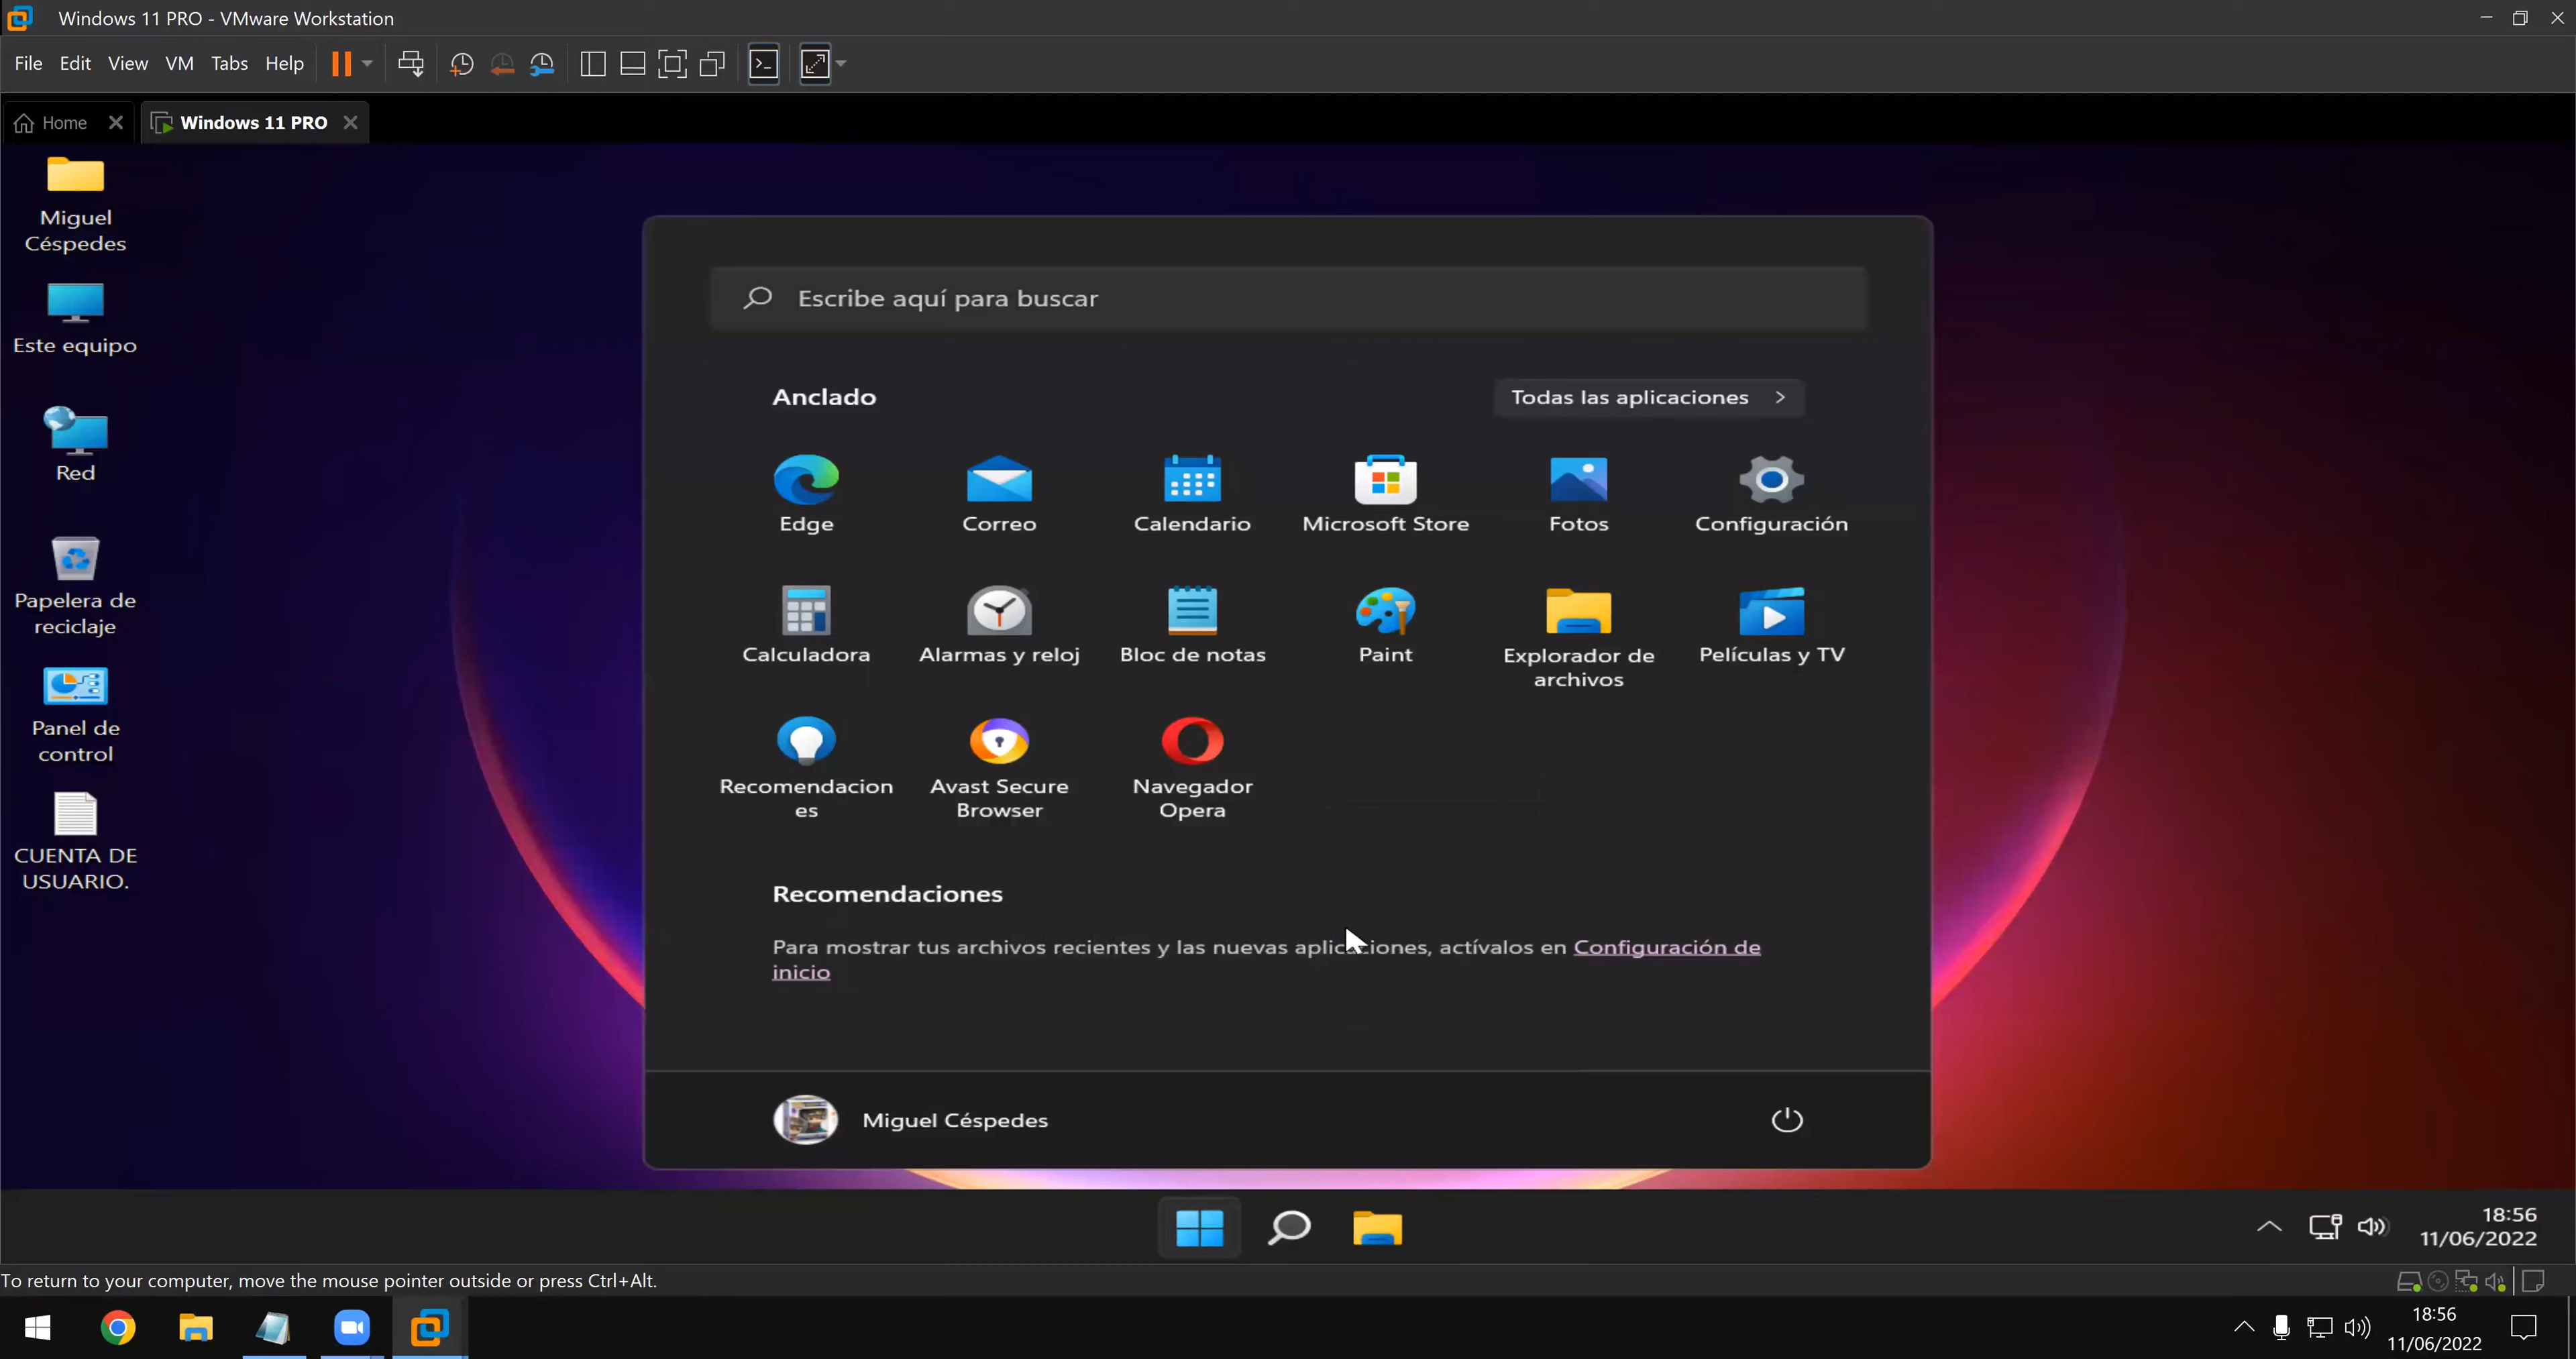 Windows 11 PRO - VMware Workstation
File Edit View VM Tabs Help
Home
Windows 11 PRO
Miguel
Céspedes
Este equipo
Red
Papelera de
reciclaje
Panel de
control
CUENTA DE
USUARIO.
Escribe aquí para buscar
Anclado
Todas las aplicaciones
Edge
Correo
Calendario
Microsoft Store
Fotos
Configuración
Calculadora
Alarmas y reloj
Bloc de notas
Paint
Explorador de
archivos
Películas y TV
Recomendacion
es
Avast Secure
Browser
Navegador
Opera
Recomendaciones
Para mostrar tus archivos recientes y las nuevas aplicaciones, actívalos en Configuración de
inicio
Miguel Céspedes
18:56
11/06/2022
To return to your computer, move the mouse pointer outside or press Ctrl+Alt.
18:56
11/06/2022